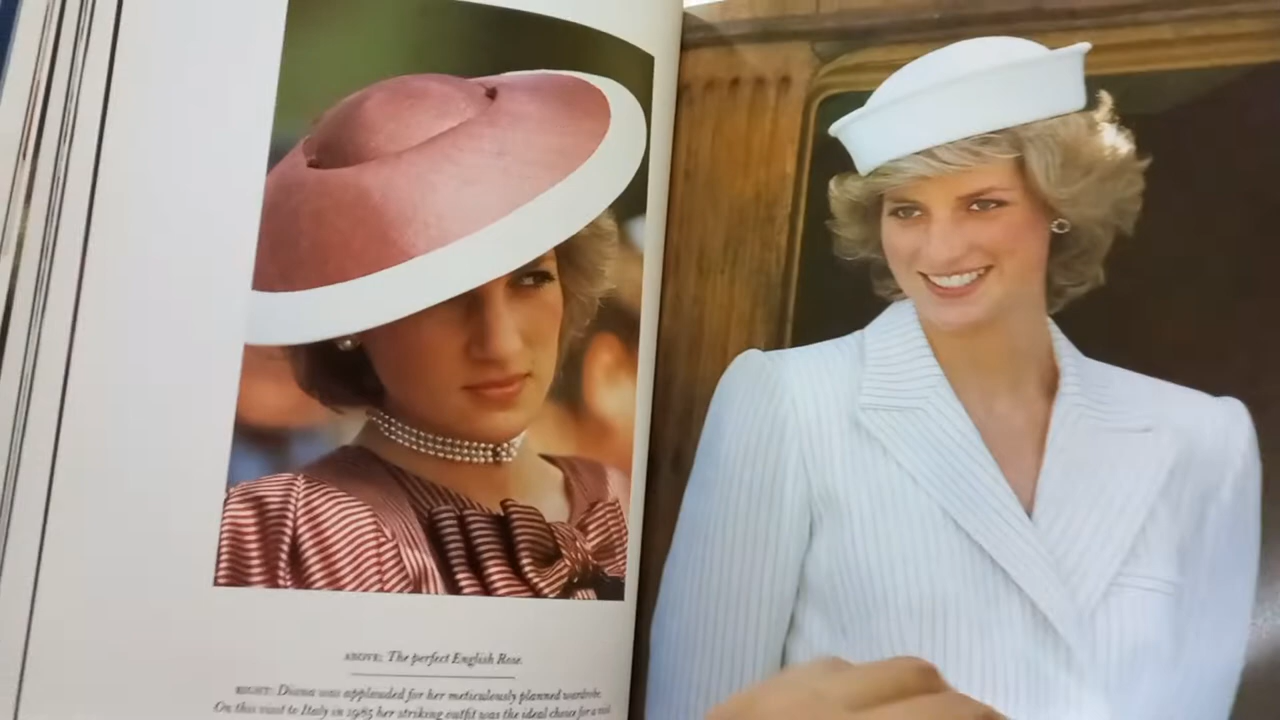 ABOVE: The perfect English Rose.
RIGHT: Diana was applauded for her meticulously planned wardrobe.
On this visit to Italy in 1985 her striking outfit was the ideal choice for a visit